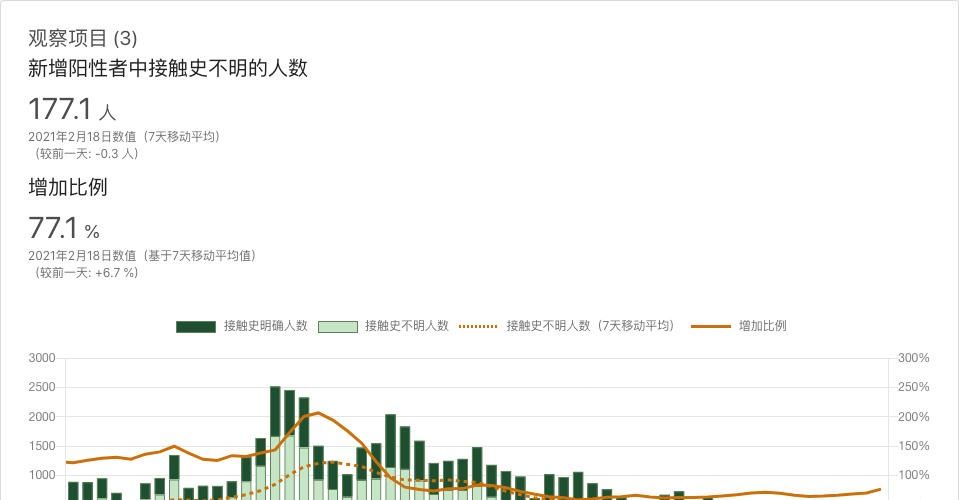 观察项目 (3)
新增阳性者中接触史不明的人数
177.1 人
2021年2月18日数值（7天移动平均）
（较前一天: -0.3 人）
增加比例
77.1 %
2021年2月18日数值（基于7天移动平均值）
（较前一天: +6.7 %）
接触史明确人数 接触史不明人数 接触史不明人数（7天移动平均） 增加比例
3000 300%
2500 250%
2000 200%
1500 150%
1000 100%